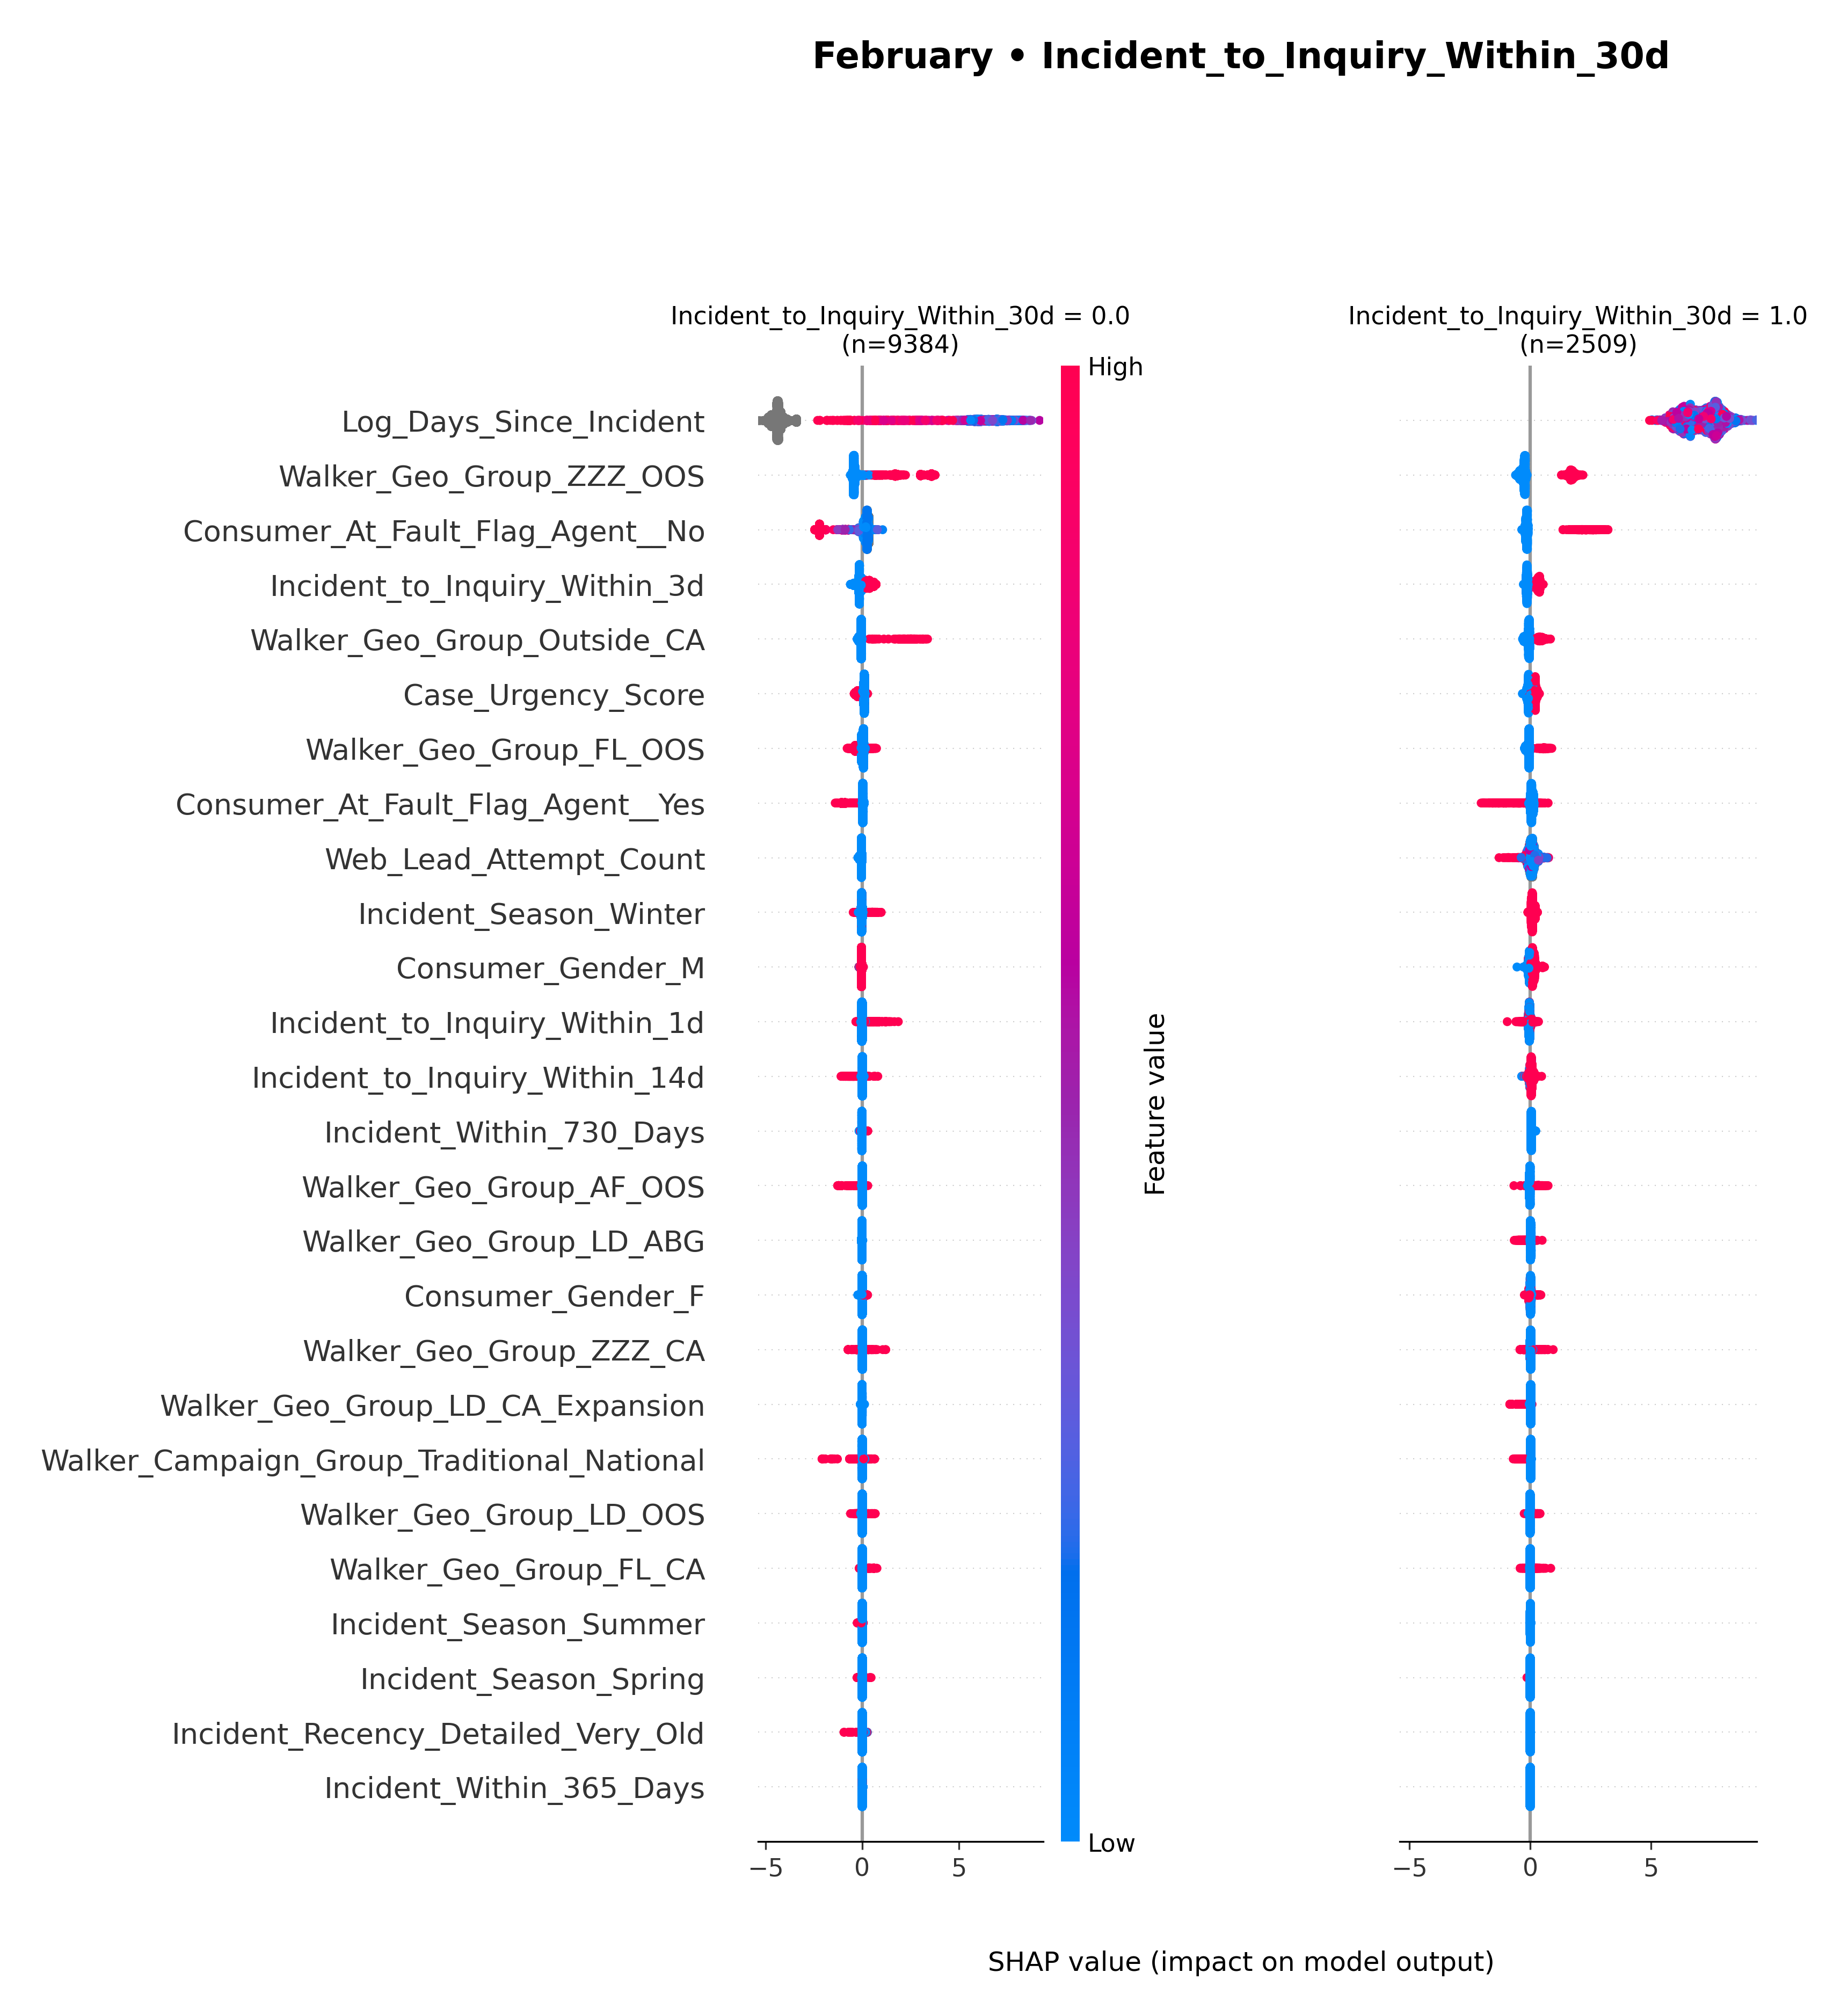 February • Incident_to_Inquiry_Within_30d
Incident_to_Inquiry_Within_30d = 0.0
(n=9384)
Incident_to_Inquiry_Within_30d = 1.0
(n=2509)
High
Log_Days_Since_Incident
Walker_Geo_Group_ZZZ_OOS
Consumer_At_Fault_Flag_Agent__No
Incident_to_Inquiry_Within_3d
Walker_Geo_Group_Outside_CA
Case_Urgency_Score
Walker_Geo_Group_FL_OOS
Consumer_At_Fault_Flag_Agent__Yes
Web_Lead_Attempt_Count
Incident_Season_Winter
Consumer_Gender_M
Incident_to_Inquiry_Within_1d
Incident_to_Inquiry_Within_14d
Incident_Within_730_Days
Walker_Geo_Group_AF_OOS
Walker_Geo_Group_LD_ABG
Consumer_Gender_F
Walker_Geo_Group_ZZZ_CA
Walker_Geo_Group_LD_CA_Expansion
Walker_Campaign_Group_Traditional_National
Walker_Geo_Group_LD_OOS
Walker_Geo_Group_FL_CA
Incident_Season_Summer
Incident_Season_Spring
Incident_Recency_Detailed_Very_Old
Incident_Within_365_Days
Feature value
Low
−5 0 5
−5 0 5
SHAP value (impact on model output)